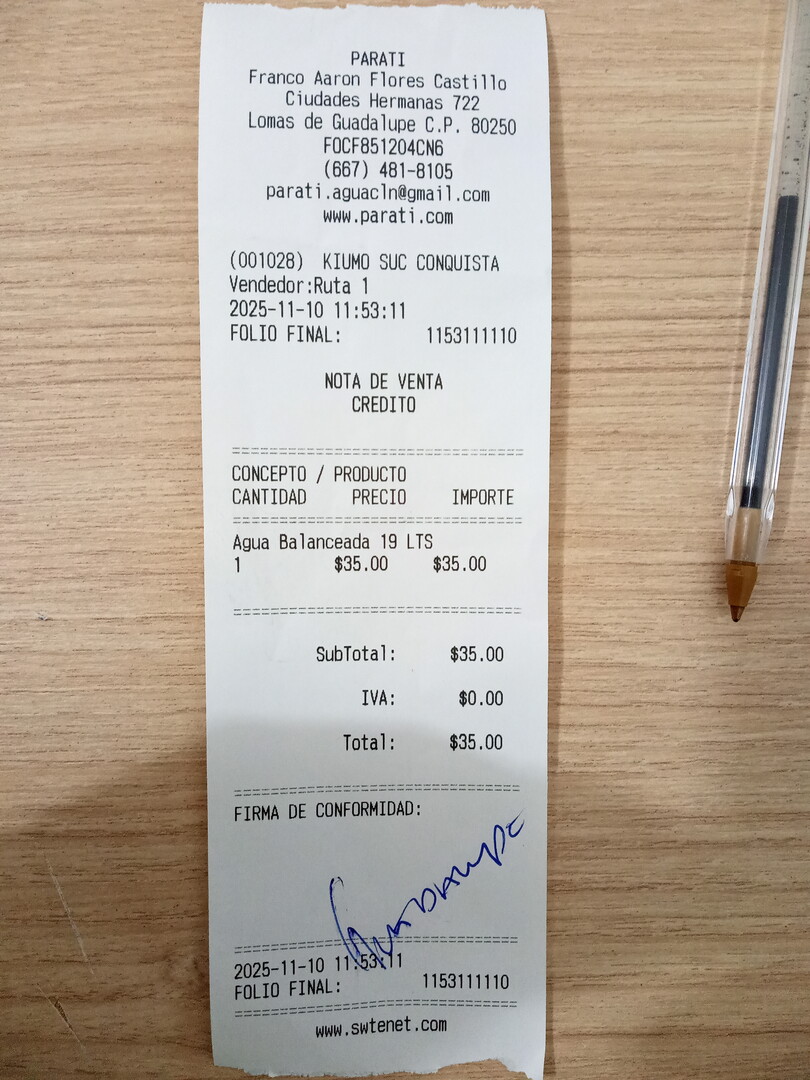 PARATI
Franco Aaron Flores Castillo
Ciudades Hermanas 722
Lomas de Guadalupe C.P. 80250
FOCF851204CN6
(667) 481-8105
parati.aguacln@gmail.com
www.parati.com
(001028) KIUMO SUC CONQUISTA
Vendedor:Ruta 1
2025-11-10 11:53:11
FOLIO FINAL: 1153111110
NOTA DE VENTA
CREDITO
CONCEPTO / PRODUCTO
CANTIDAD PRECIO IMPORTE
Agua Balanceada 19 LTS
1 $35.00 $35.00
SubTotal: $35.00
IVA: $0.00
Total: $35.00
FIRMA DE CONFORMIDAD:
2025-11-10 11:53:11
FOLIO FINAL: 1153111110
www.swtenet.com